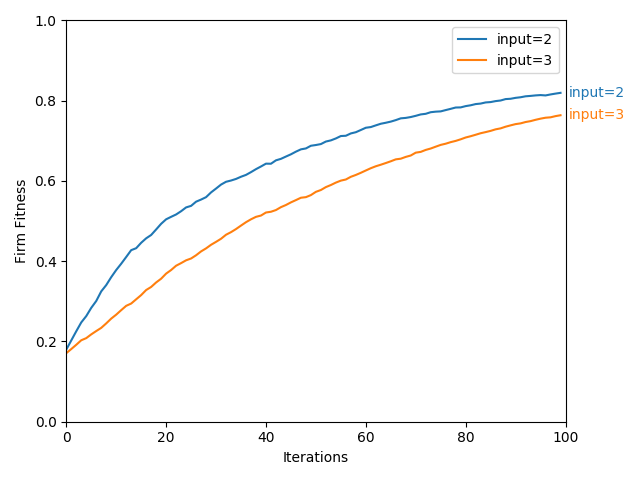 1.0
0.8
0.6
0.4
0.2
0.0
Firm Fitness
0 20 40 60 80 100
Iterations
input=2
input=3
input=2
input=3